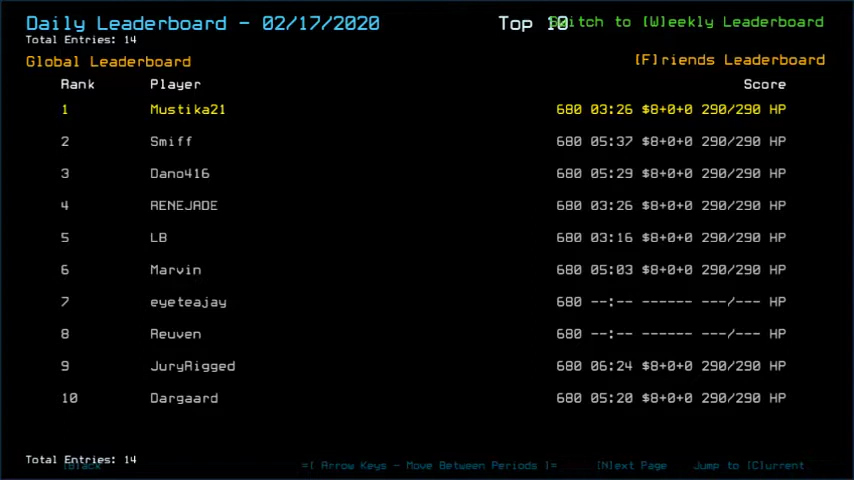 Daily Leaderboard - 02/17/2020 Top 10 Switch to [W]eekly Leaderboard
Total Entries: 14
Global Leaderboard [F]riends Leaderboard
Rank Player Score
1 Mustika21 680 03:26 $8+0+0 290/290 HP
2 Smiff 680 05:37 $8+0+0 290/290 HP
3 Dano416 680 05:29 $8+0+0 290/290 HP
4 RENEJADE 680 03:26 $8+0+0 290/290 HP
5 LB 680 03:16 $8+0+0 290/290 HP
6 Marvin 680 05:03 $8+0+0 290/290 HP
7 eyeteajay 680 --:-- ------ ---/--- HP
8 Reuven 680 --:-- ------ ---/--- HP
9 JuryRigged 680 06:24 $8+0+0 290/290 HP
10 Dargaard 680 05:20 $8+0+0 290/290 HP
Total Entries: 14
[Black =[ Arrow Keys - Move Between Periods ]= [N]ext Page Jump to [C]urrent